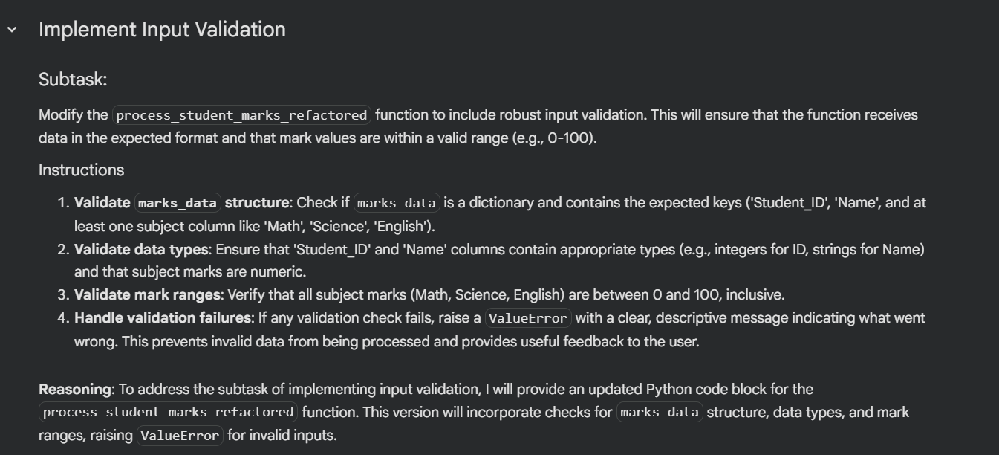 Implement Input Validation
Subtask:
Modify the process_student_marks_refactored function to include robust input validation. This will ensure that the function receives
data in the expected format and that mark values are within a valid range (e.g., 0-100).
Instructions
1. Validate marks_data structure: Check if marks_data is a dictionary and contains the expected keys ('Student_ID', 'Name', and at
least one subject column like 'Math', 'Science', 'English').
2. Validate data types: Ensure that 'Student_ID' and 'Name' columns contain appropriate types (e.g., integers for ID, strings for Name)
and that subject marks are numeric.
3. Validate mark ranges: Verify that all subject marks (Math, Science, English) are between 0 and 100, inclusive.
4. Handle validation failures: If any validation check fails, raise a ValueError with a clear, descriptive message indicating what went
wrong. This prevents invalid data from being processed and provides useful feedback to the user.
Reasoning: To address the subtask of implementing input validation, I will provide an updated Python code block for the
process_student_marks_refactored function. This version will incorporate checks for marks_data structure, data types, and mark
ranges, raising ValueError for invalid inputs.